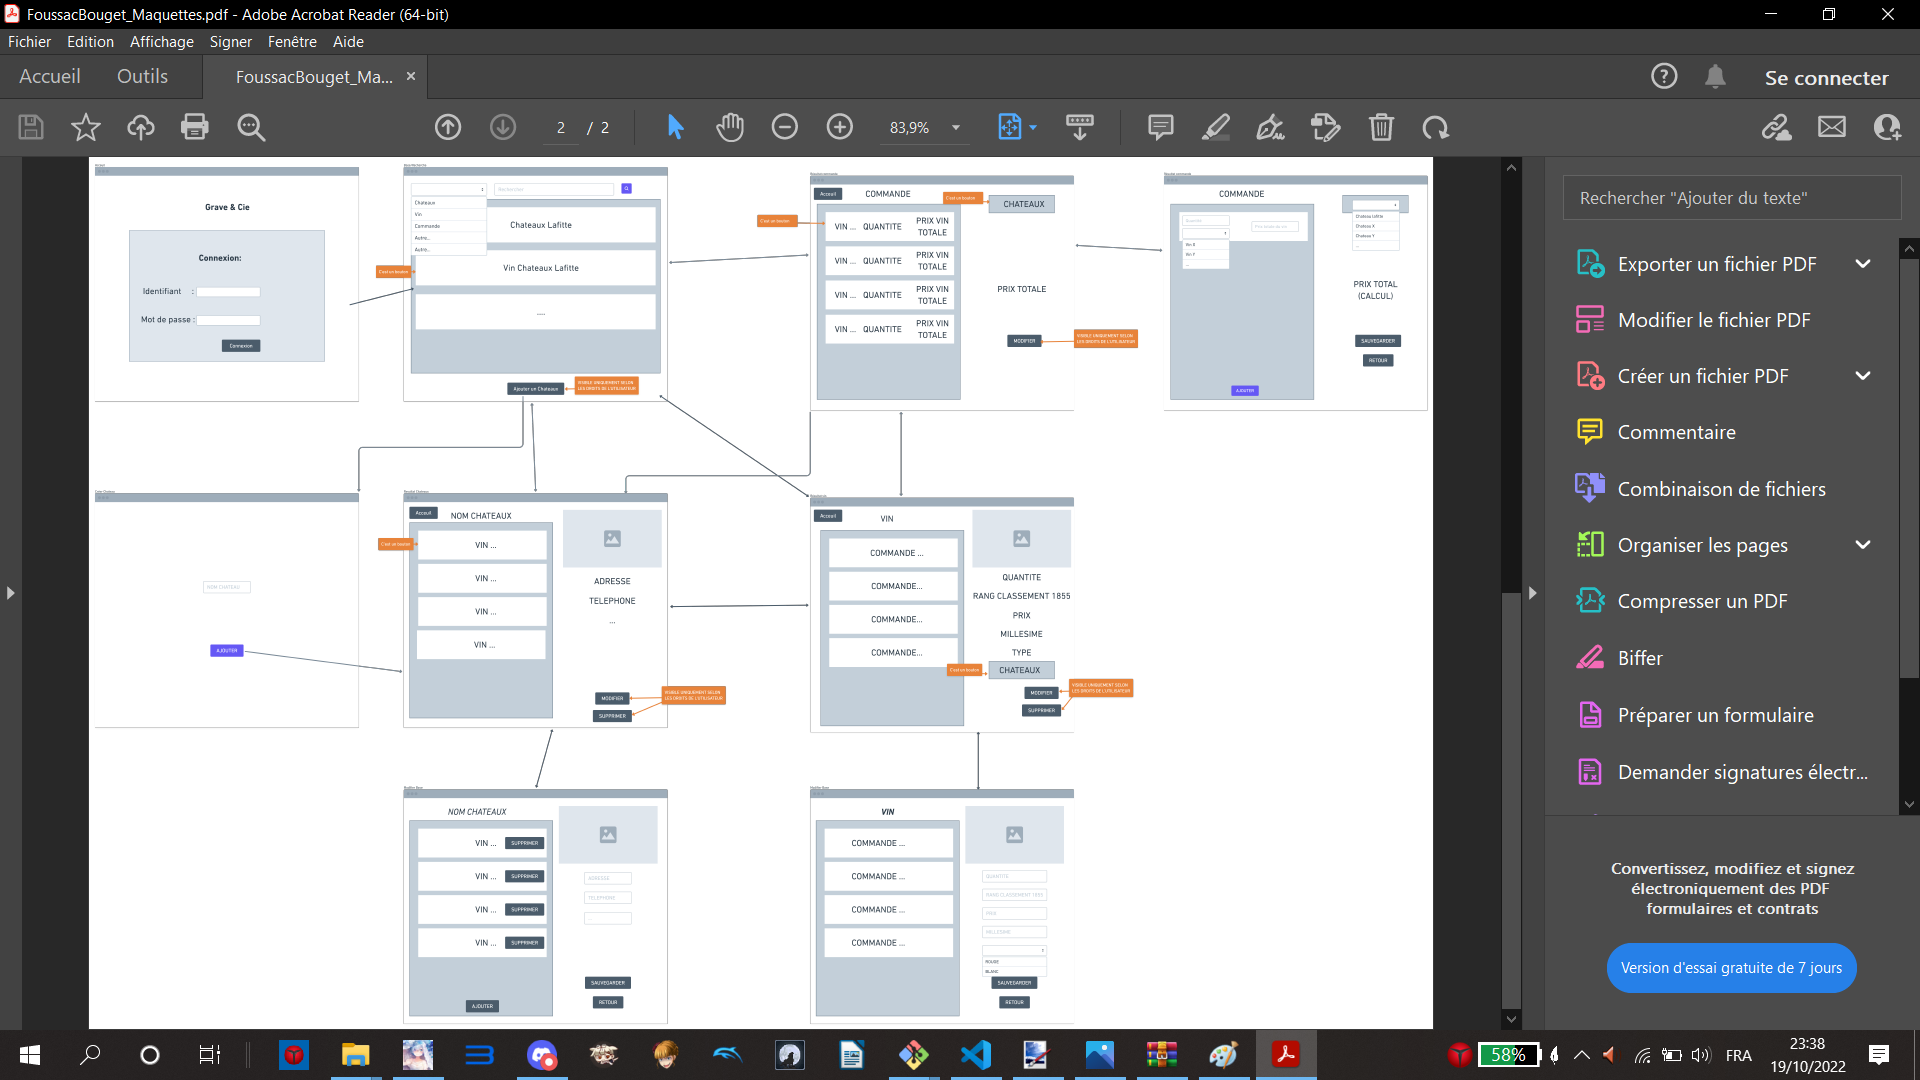 FoussacBouget_Maquettes.pdf - Adobe Acrobat Reader (64-bit)
Fichier Edition Affichage Signer Fenêtre Aide
Accueil Outils FoussacBouget_Ma... × Se connecter
2 / 2 83,9%
Grave & Cie
Connexion:
Identifiant :
Mot de passe :
Connexion
Rechercher
Chateaux
Vin
Commande
Autre...
Autre...
Chateaux Lafitte
Vin Chateaux Lafitte
.....
C'est un bouton
Ajouter un Chateaux
VISIBLE UNIQUEMENT SELON
LES DROITS DE L'UTILISATEUR
Accueil
COMMANDE
C'est un bouton
CHATEAUX
C'est un bouton
VIN ... QUANTITE PRIX VIN
TOTALE
VIN ... QUANTITE PRIX VIN
TOTALE
VIN ... QUANTITE PRIX VIN
TOTALE
VIN ... QUANTITE PRIX VIN
TOTALE
PRIX TOTALE
MODIFIER
VISIBLE UNIQUEMENT SELON
LES DROITS DE L'UTILISATEUR
COMMANDE
Vin X
Vin Y
...
Chateau Lafitte
Chateau X
Chateau Y
...
PRIX TOTAL
(CALCUL)
SAUVEGARDER
RETOUR
AJOUTER
NOM CHATEAU
AJOUTER
Accueil
NOM CHATEAUX
C'est un bouton
VIN ...
VIN ...
VIN ...
VIN ...
ADRESSE
TELEPHONE
...
MODIFIER
SUPPRIMER
VISIBLE UNIQUEMENT SELON
LES DROITS DE L'UTILISATEUR
Accueil
VIN
COMMANDE ...
COMMANDE...
COMMANDE...
COMMANDE...
QUANTITE
RANG CLASSEMENT 1855
PRIX
MILLESIME
TYPE
C'est un bouton
CHATEAUX
MODIFIER
SUPPRIMER
VISIBLE UNIQUEMENT SELON
LES DROITS DE L'UTILISATEUR
NOM CHATEAUX
VIN ... SUPPRIMER
VIN ... SUPPRIMER
VIN ... SUPPRIMER
VIN ... SUPPRIMER
AJOUTER
ADRESSE
TELEPHONE
...
SAUVEGARDER
RETOUR
VIN
COMMANDE ...
COMMANDE ...
COMMANDE ...
COMMANDE ...
QUANTITE
RANG CLASSEMENT 1855
PRIX
MILLESIME
ROUGE
BLANC
SAUVEGARDER
RETOUR
Rechercher "Ajouter du texte"
Exporter un fichier PDF
Modifier le fichier PDF
Créer un fichier PDF
Commentaire
Combinaison de fichiers
Organiser les pages
Compresser un PDF
Biffer
Préparer un formulaire
Demander signatures électr...
Convertissez, modifiez et signez
électroniquement des PDF
formulaires et contrats
Version d'essai gratuite de 7 jours
58%
FRA
23:38
19/10/2022